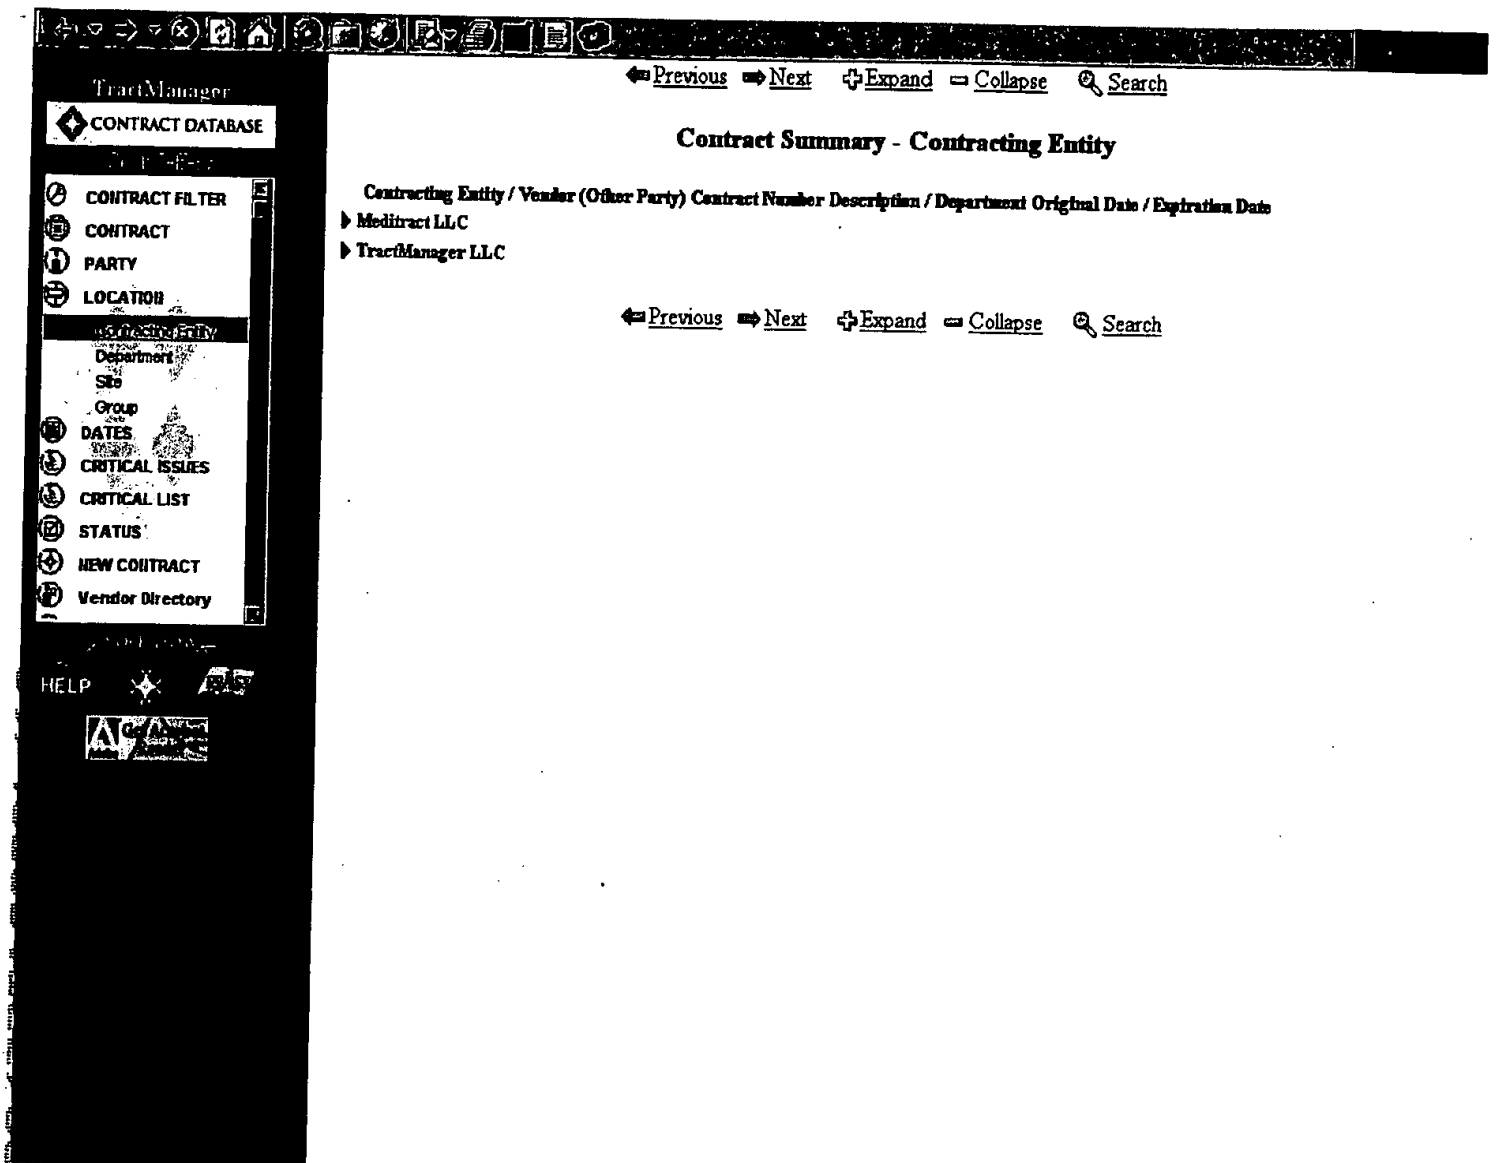 TractManager
CONTRACT DATABASE
CONTRACT FILTER
CONTRACT
PARTY
LOCATION
Contracting Entity
Department
Site
Group
DATES
CRITICAL ISSUES
CRITICAL LIST
STATUS
NEW CONTRACT
Vendor Directory
HELP
Previous Next Expand Collapse Search
Contract Summary - Contracting Entity
Contracting Entity / Vendor (Other Party) Contract Number Description / Department Original Date / Expiration Date
Meditract LLC
TractManager LLC
Previous Next Expand Collapse Search